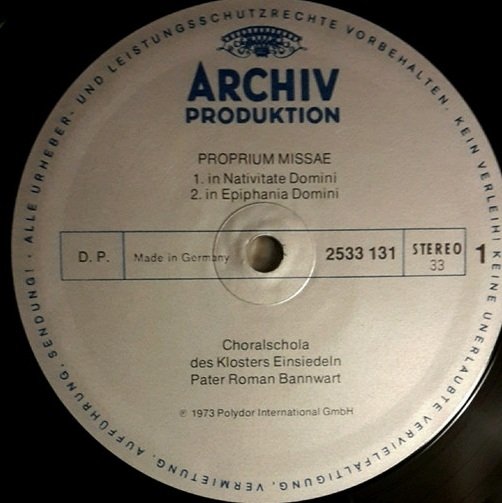 ALLE URHEBER- UND LEISTUNGSSCHUTZRECHTE VORBEHALTEN. KEIN VERLEIH! KEINE UNERLAUBTE VERVIELFÄLTIGUNG, VERMIETUNG, AUFFÜHRUNG, SENDUNG! ·
ARCHIV
PRODUKTION
PROPRIUM MISSAE
1. in Nativitate Domini
2. in Epiphania Domini
D. P. Made in Germany 2533 131 STEREO 33 1
Choralschola
des Klosters Einsiedeln
Pater Roman Bannwart
℗ 1973 Polydor International GmbH